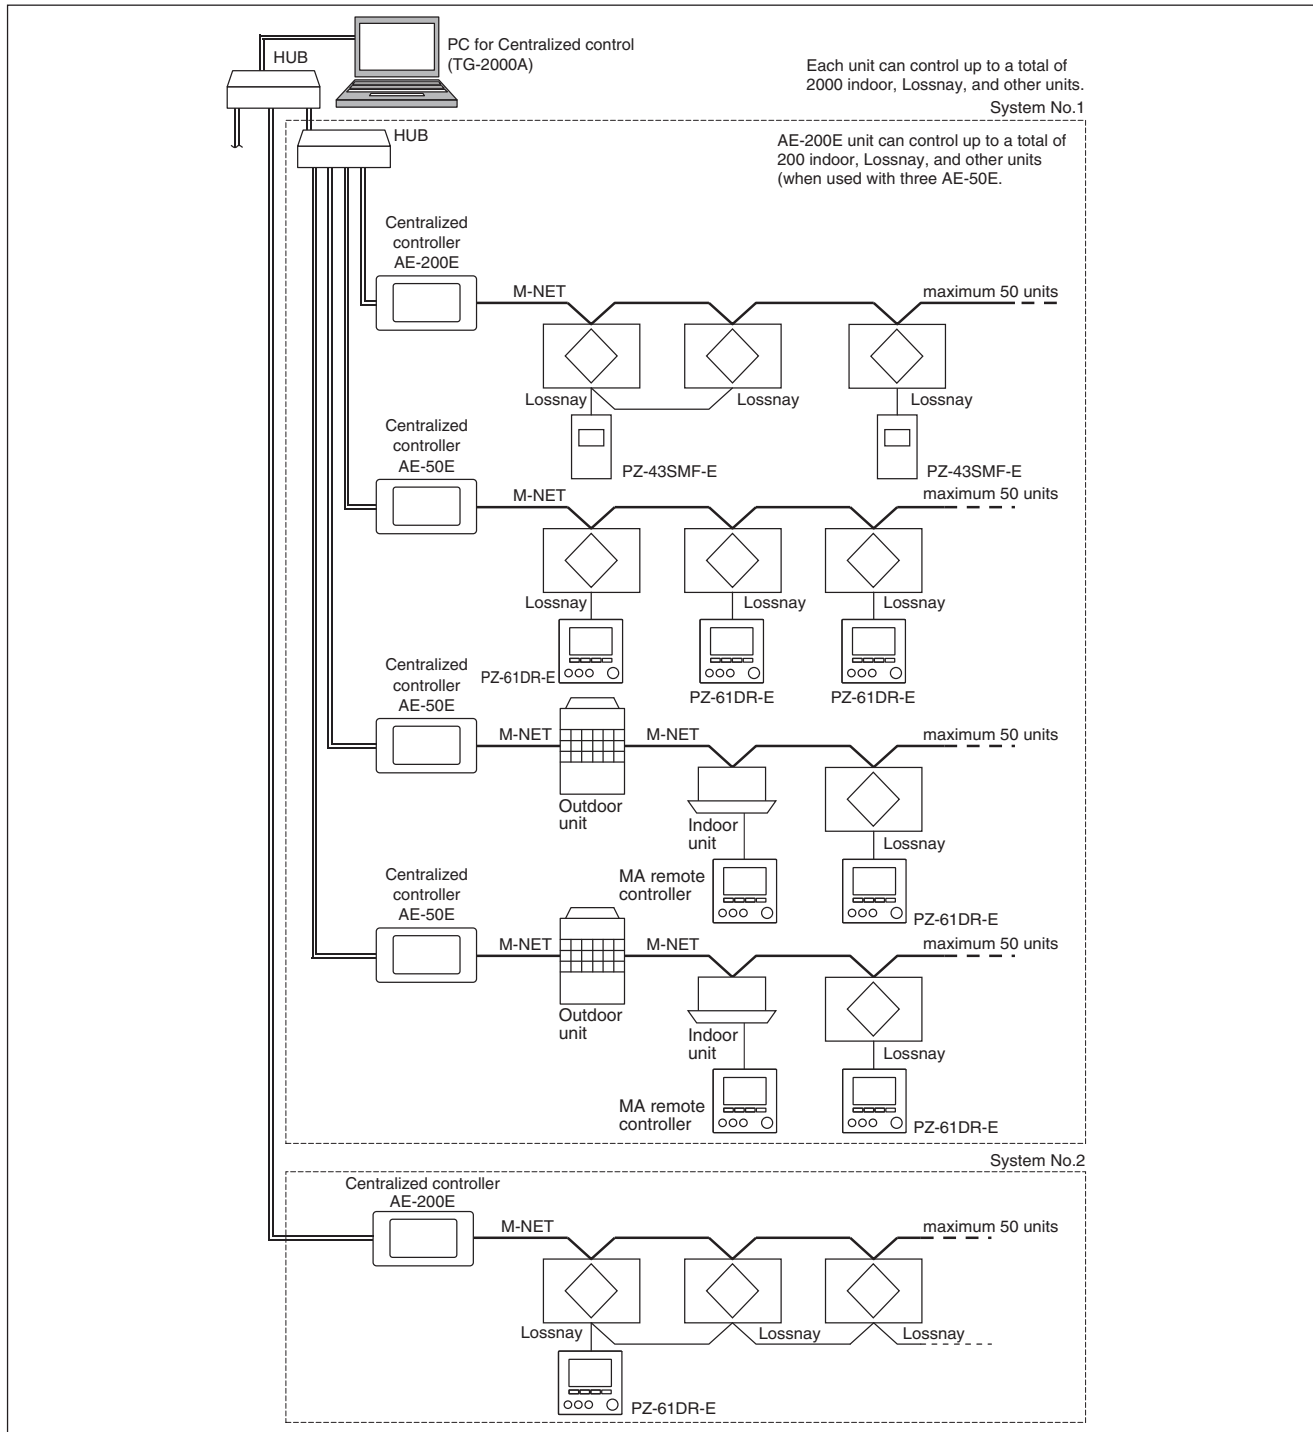 PC for Centralized control
(TG-2000A)
HUB
Each unit can control up to a total of
2000 indoor, Lossnay, and other units.
System No.1
HUB
AE-200E unit can control up to a total of
200 indoor, Lossnay, and other units
(when used with three AE-50E.
Centralized
controller
AE-200E
M-NET
maximum 50 units
Lossnay
Lossnay
Lossnay
PZ-43SMF-E
PZ-43SMF-E
Centralized
controller
AE-50E
M-NET
maximum 50 units
Lossnay
Lossnay
Lossnay
PZ-61DR-E
PZ-61DR-E
PZ-61DR-E
Centralized
controller
AE-50E
M-NET
M-NET
maximum 50 units
Outdoor
unit
Indoor
unit
Lossnay
MA remote
controller
PZ-61DR-E
Centralized
controller
AE-50E
M-NET
M-NET
maximum 50 units
Outdoor
unit
Indoor
unit
Lossnay
MA remote
controller
PZ-61DR-E
System No.2
Centralized controller
AE-200E
M-NET
maximum 50 units
Lossnay
Lossnay
Lossnay
PZ-61DR-E